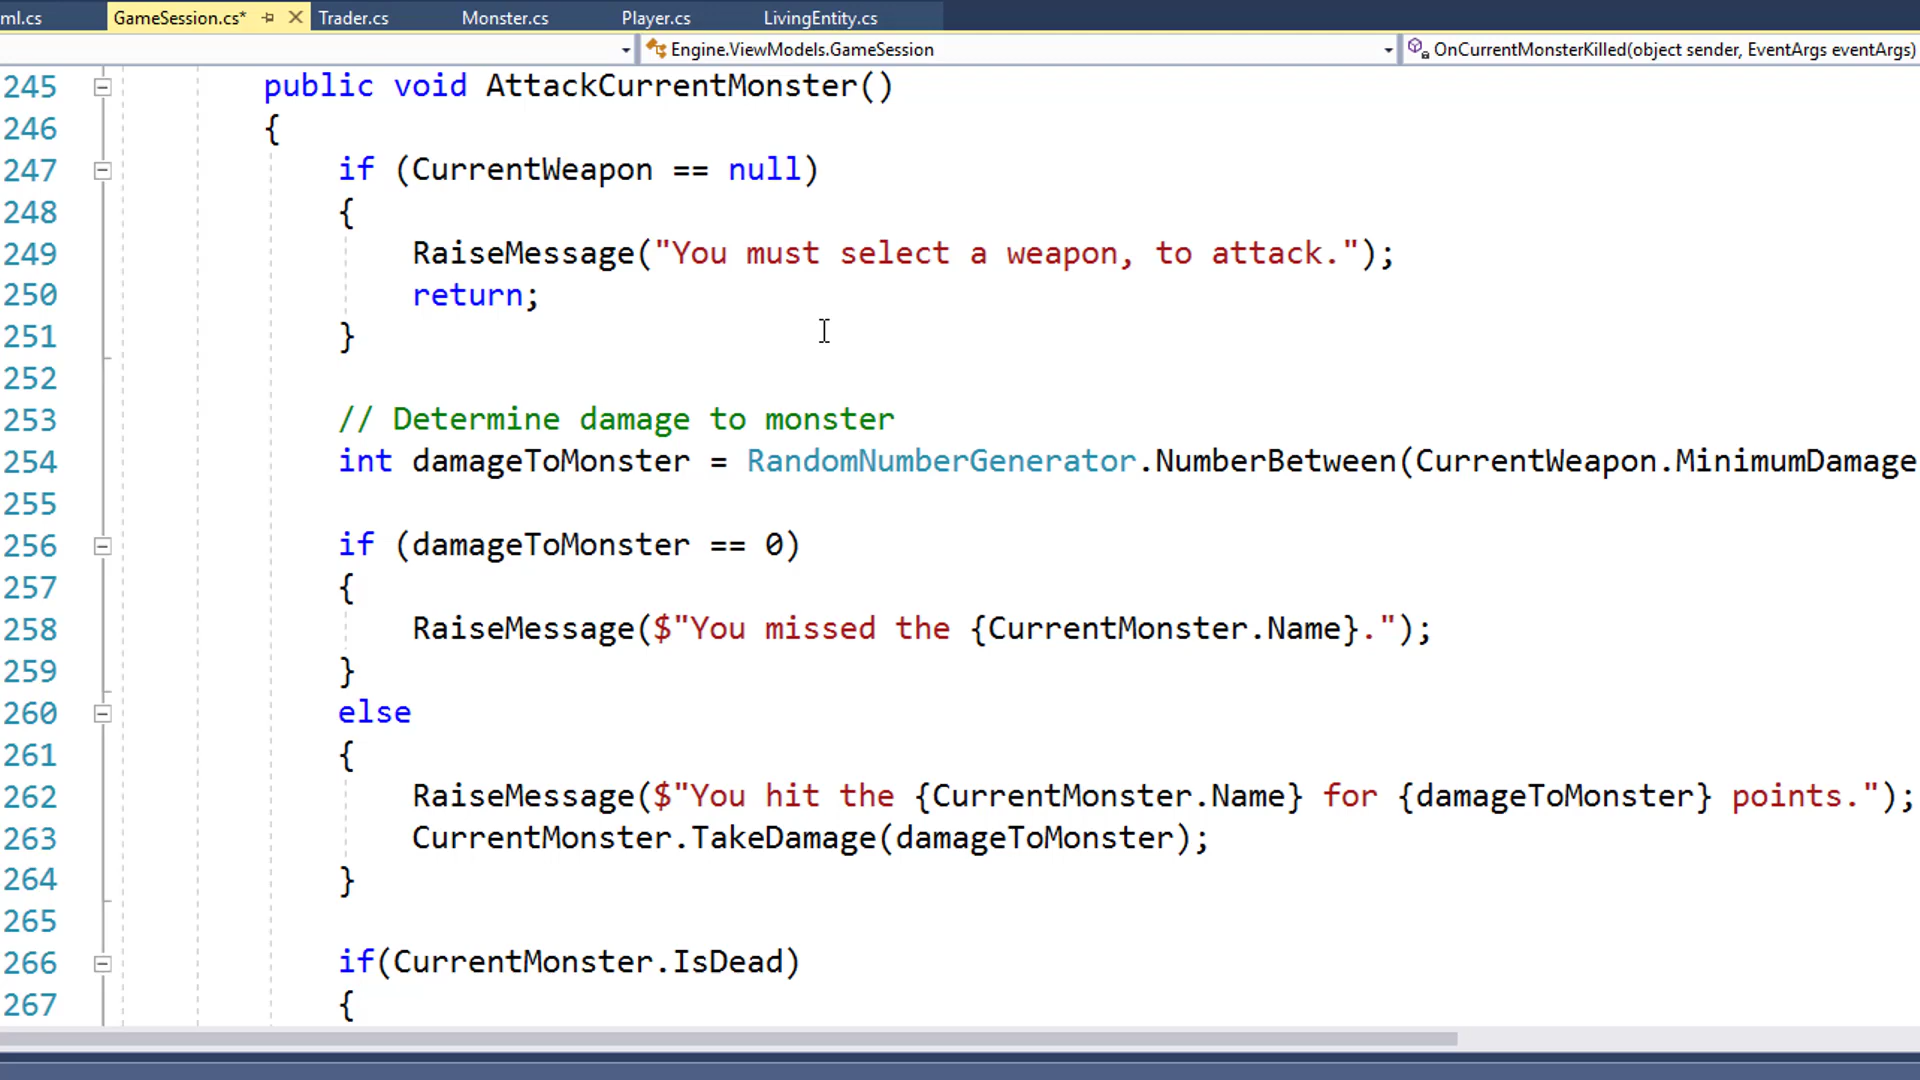 ml.cs GameSession.cs* Trader.cs Monster.cs Player.cs LivingEntity.cs
Engine.ViewModels.GameSession OnCurrentMonsterKilled(object sender, EventArgs eventArgs)
245 public void AttackCurrentMonster()
246 {
247 if (CurrentWeapon == null)
248 {
249 RaiseMessage("You must select a weapon, to attack.");
250 return;
251 }
252
253 // Determine damage to monster
254 int damageToMonster = RandomNumberGenerator.NumberBetween(CurrentWeapon.MinimumDamage
255
256 if (damageToMonster == 0)
257 {
258 RaiseMessage($"You missed the {CurrentMonster.Name}.");
259 }
260 else
261 {
262 RaiseMessage($"You hit the {CurrentMonster.Name} for {damageToMonster} points.");
263 CurrentMonster.TakeDamage(damageToMonster);
264 }
265
266 if(CurrentMonster.IsDead)
267 {